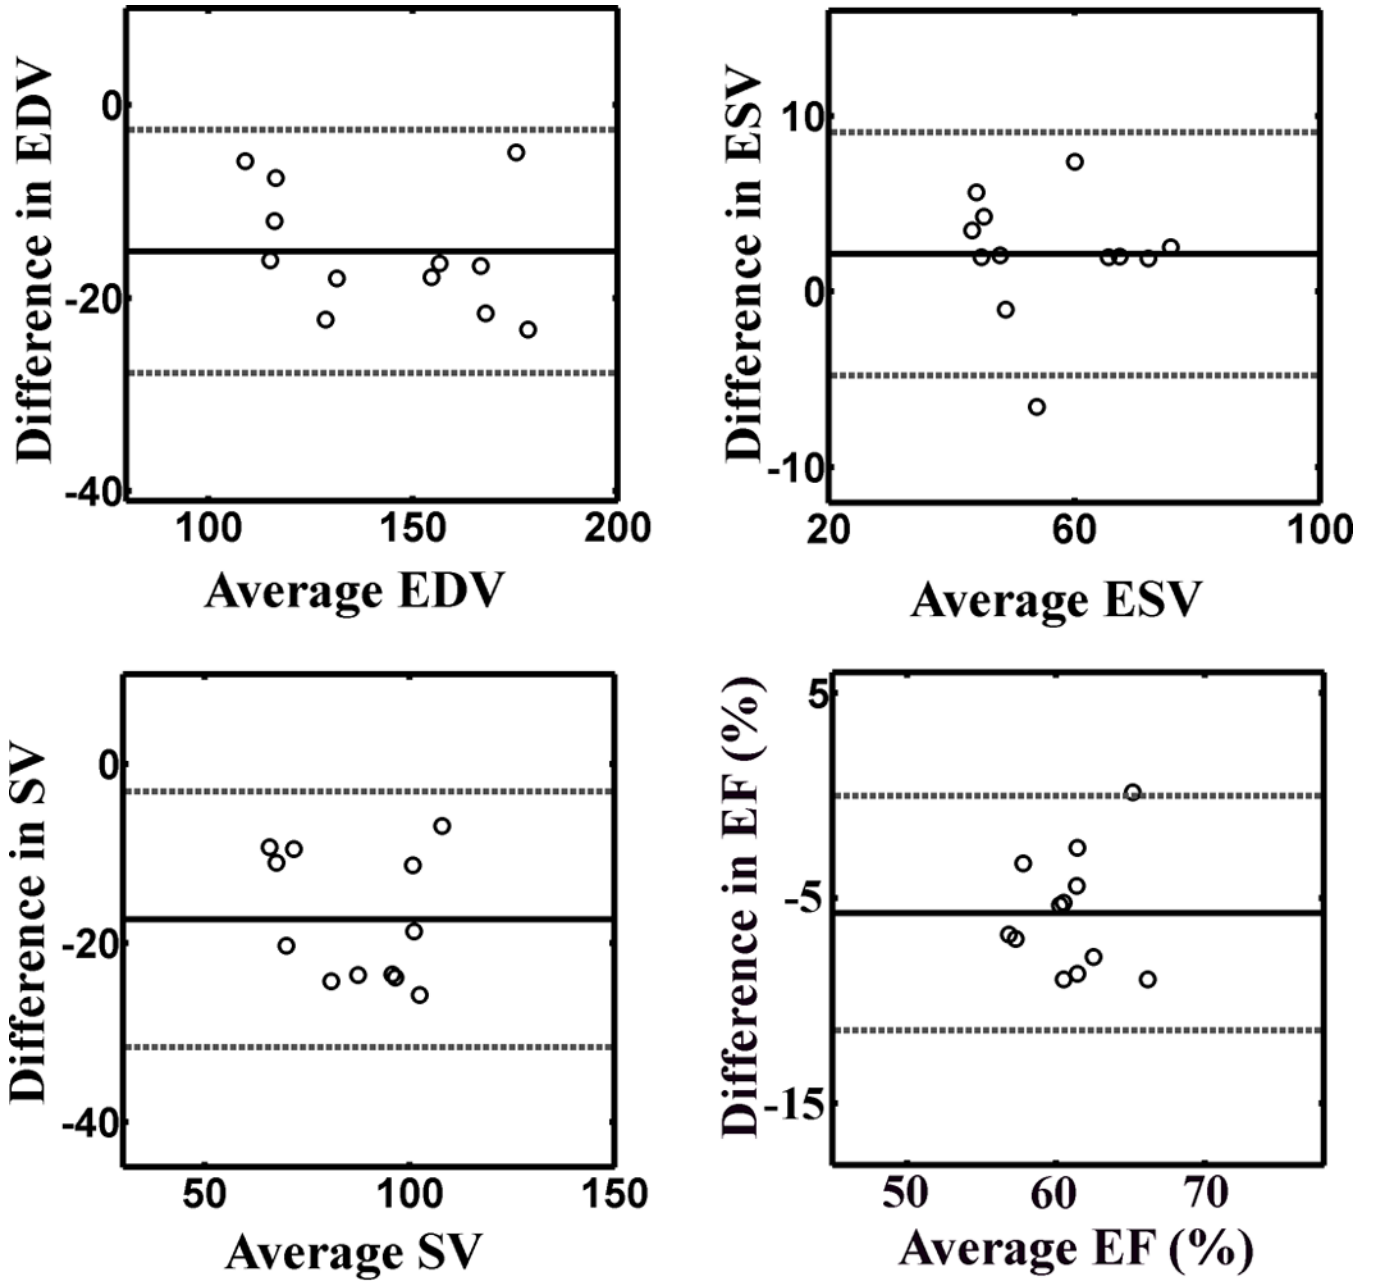 Difference in EDV
0
-20
-40
100 150 200
Average EDV
Difference in ESV
10
0
-10
20 60 100
Average ESV
Difference in SV
0
-20
-40
50 100 150
Average SV
Difference in EF (%)
5
-5
-15
50 60 70
Average EF (%)